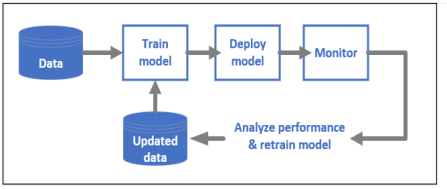 Data
Train
model
Deploy
model
Monitor
Updated
data
Analyze performance
& retrain model